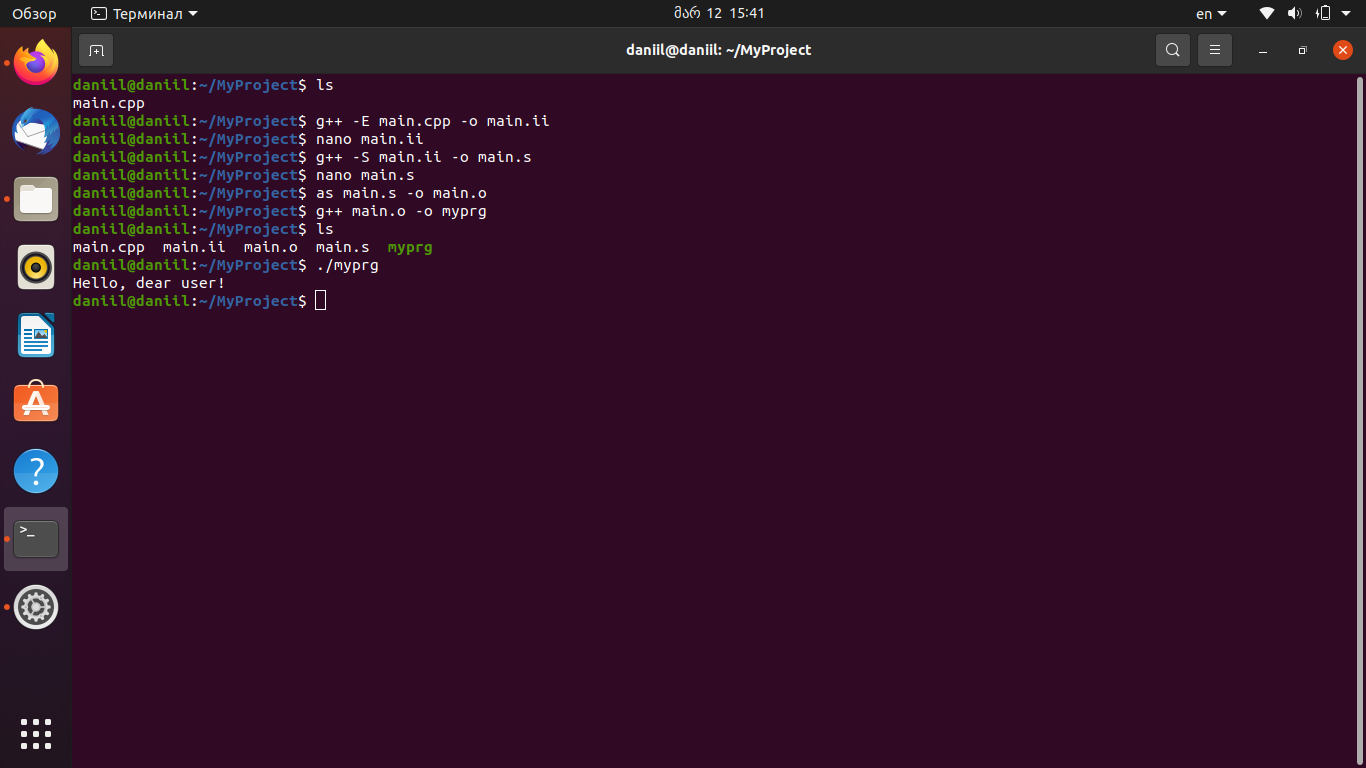 Обзор
Терминал
მარ 12 15:41
en
daniil@daniil: ~/MyProject
daniil@daniil:~/MyProject$ ls
main.cpp
daniil@daniil:~/MyProject$ g++ -E main.cpp -o main.ii
daniil@daniil:~/MyProject$ nano main.ii
daniil@daniil:~/MyProject$ g++ -S main.ii -o main.s
daniil@daniil:~/MyProject$ nano main.s
daniil@daniil:~/MyProject$ as main.s -o main.o
daniil@daniil:~/MyProject$ g++ main.o -o myprg
daniil@daniil:~/MyProject$ ls
main.cpp  main.ii  main.o  main.s  myprg
daniil@daniil:~/MyProject$ ./myprg
Hello, dear user!
daniil@daniil:~/MyProject$